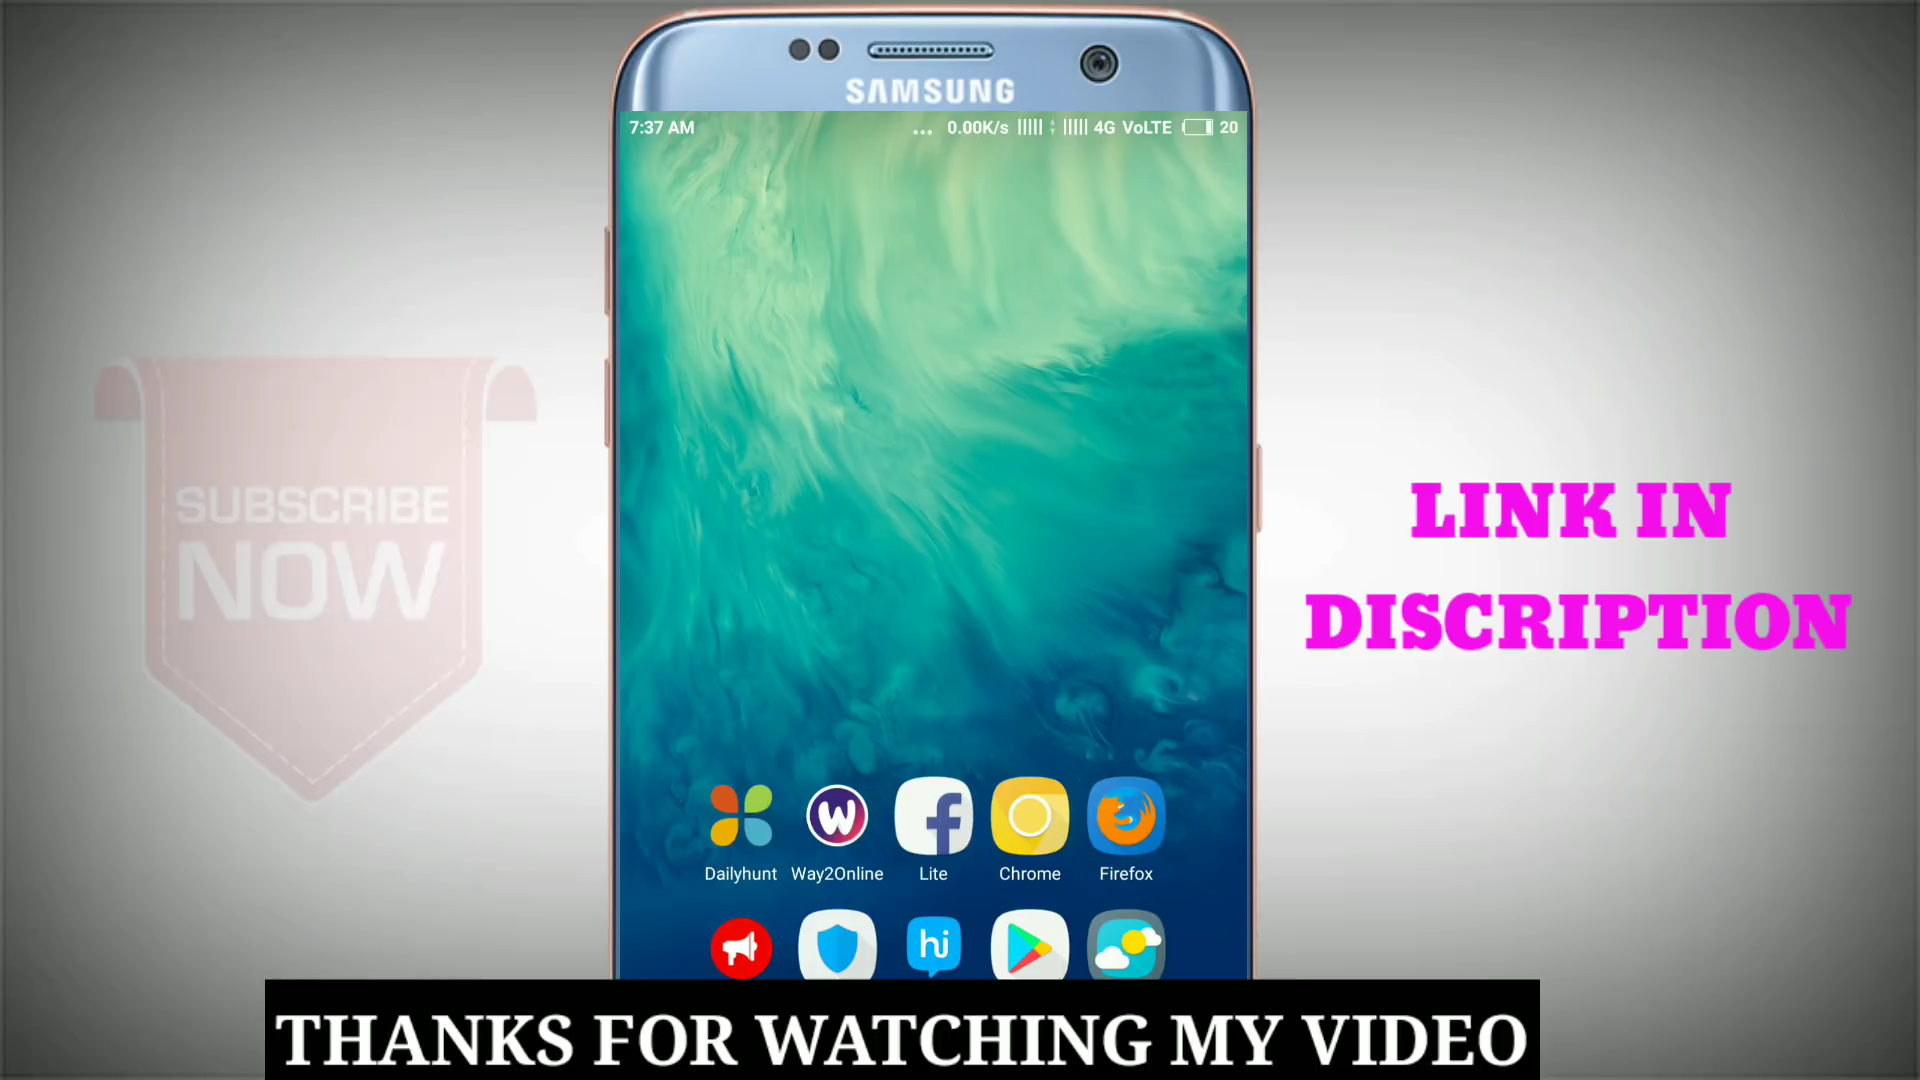 SAMSUNG
7:37 AM ... 0.00K/s 4G VoLTE 20
SUBSCRIBE
NOW
LINK IN
DISCRIPTION
Dailyhunt Way2Online Lite Chrome Firefox
hi
THANKS FOR WATCHING MY VIDEO